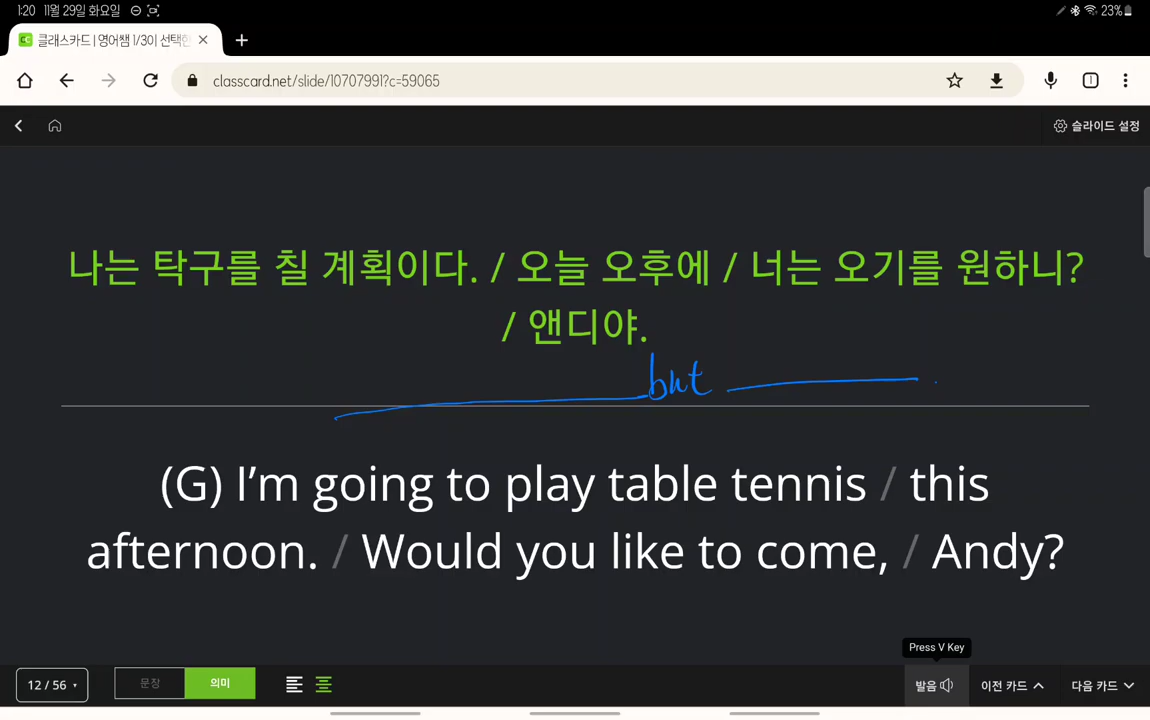 1:20 11월 29일 화요일
23%
클래스카드 | 영어쌤 1/3이 선택한
classcard.net/slide/10707991?c=59065
1
슬라이드 설정
나는 탁구를 칠 계획이다. / 오늘 오후에 / 너는 오기를 원하니?
/ 앤디야.
but
(G) I'm going to play table tennis / this
afternoon. / Would you like to come, / Andy?
Press V Key
12 / 56
문장
의미
발음
이전 카드
다음 카드